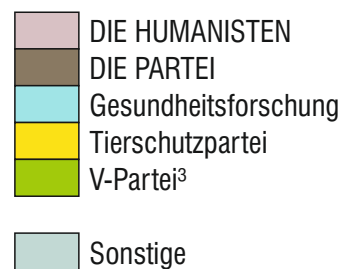 DIE HUMANISTEN
DIE PARTEI
Gesundheitsforschung
Tierschutzpartei
V-Partei³
Sonstige